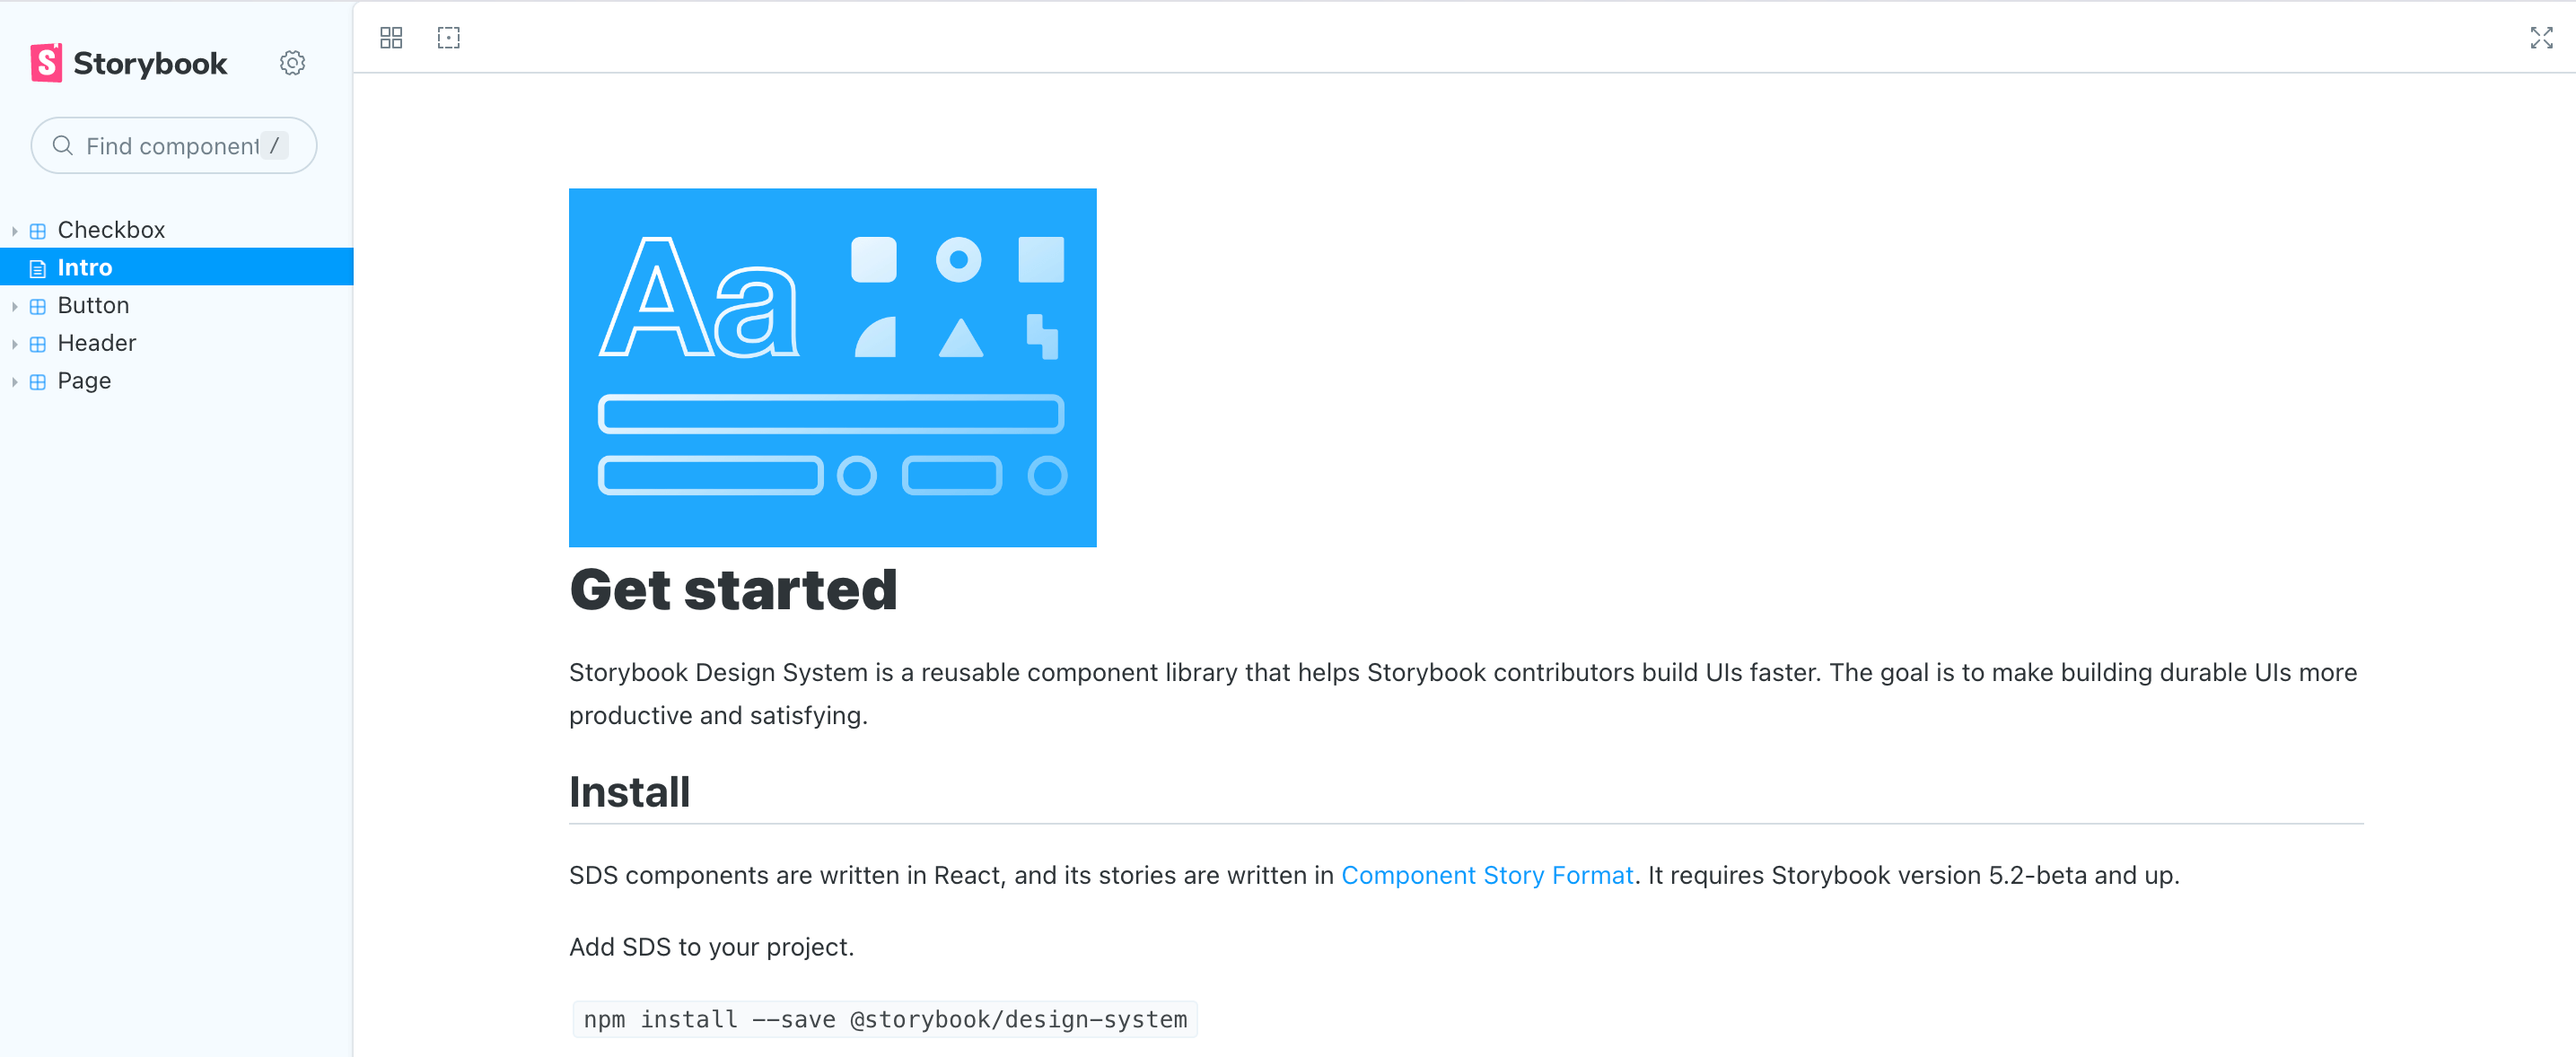 Storybook
Find component /
Checkbox
Intro
Button
Header
Page
Aa
Get started
Storybook Design System is a reusable component library that helps Storybook contributors build UIs faster. The goal is to make building durable UIs more
productive and satisfying.
Install
SDS components are written in React, and its stories are written in Component Story Format. It requires Storybook version 5.2-beta and up.
Add SDS to your project.
npm install --save @storybook/design-system